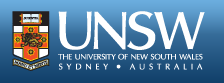 UNSW
THE UNIVERSITY OF NEW SOUTH WALES
SYDNEY • AUSTRALIA